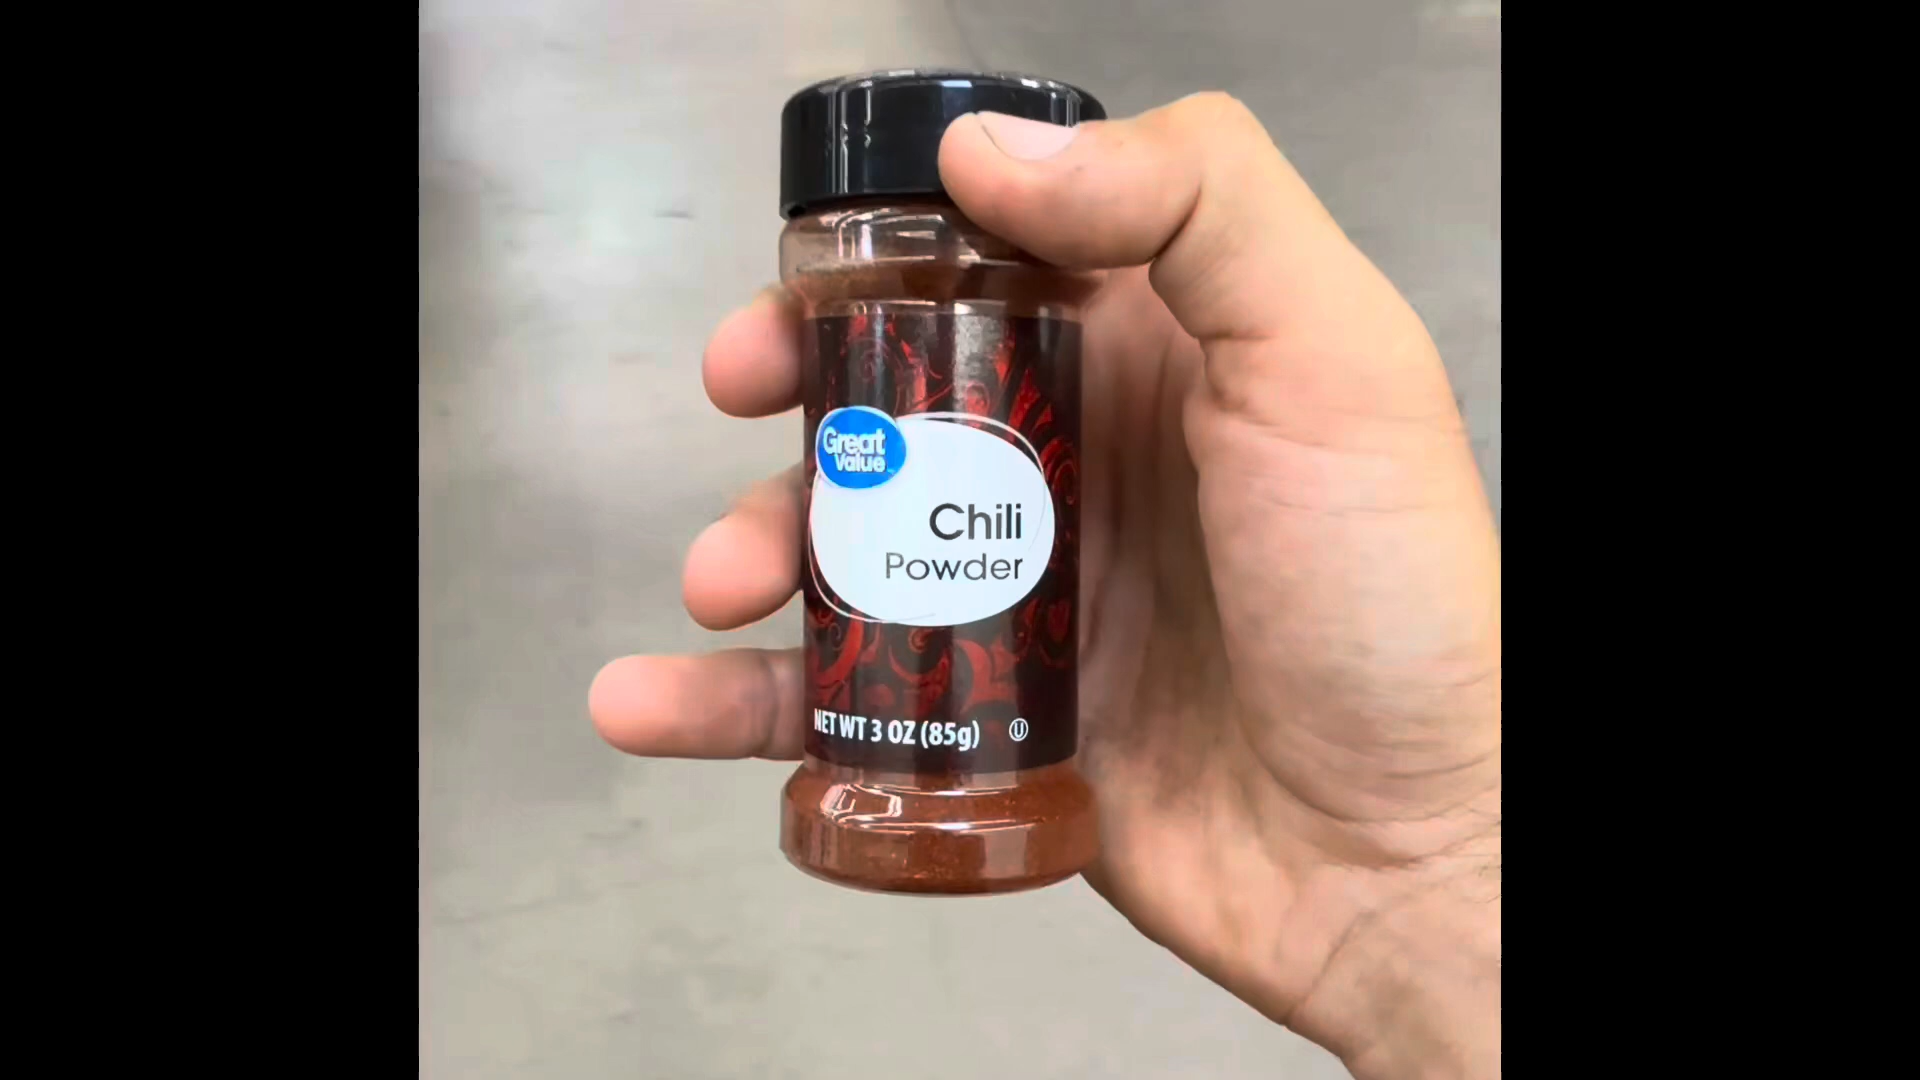 Great
Value
Chili
Powder
NET WT 3 OZ (85g) Ⓤ